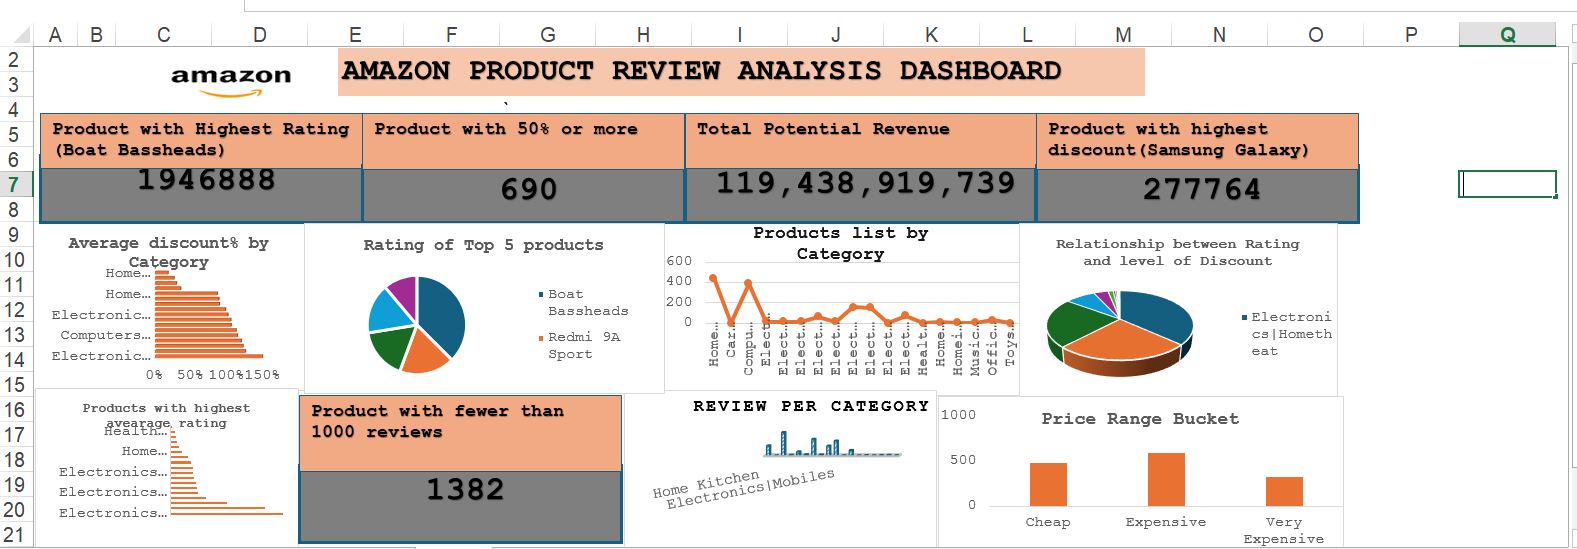 A B C D E F G H I J K L M N O P Q
2
3
4
5
6
7
8
9
10
11
12
13
14
15
16
17
18
19
20
21
amazon
AMAZON PRODUCT REVIEW ANALYSIS DASHBOARD
`
Product with Highest Rating
(Boat Bassheads)
1946888
Product with 50% or more
690
Total Potential Revenue
119,438,919,739
Product with highest
discount(Samsung Galaxy)
277764
Average discount% by
Category
Home...
Home...
Electronic...
Computers...
Electronic...
0% 50% 100%150%
Rating of Top 5 products
Boat
Bassheads
Redmi 9A
Sport
Products list by
Category
600
400
200
0
Home...
Car...
Compu...
Elect...
Elect...
Elect...
Elect...
Elect...
Elect...
Elect...
Elect...
Elect...
Healt...
Home...
Homei...
Music...
Offic...
Toys...
Relationship between Rating
and level of Discount
Electroni
cs|Hometh
eat
Products with highest
avearage rating
Health...
Home...
Electronics...
Electronics...
Electronics...
Product with fewer than
1000 reviews
1382
REVIEW PER CATEGORY
Home Kitchen
Electronics|Mobiles
Price Range Bucket
1000
500
0
Cheap
Expensive
Very
Expensive